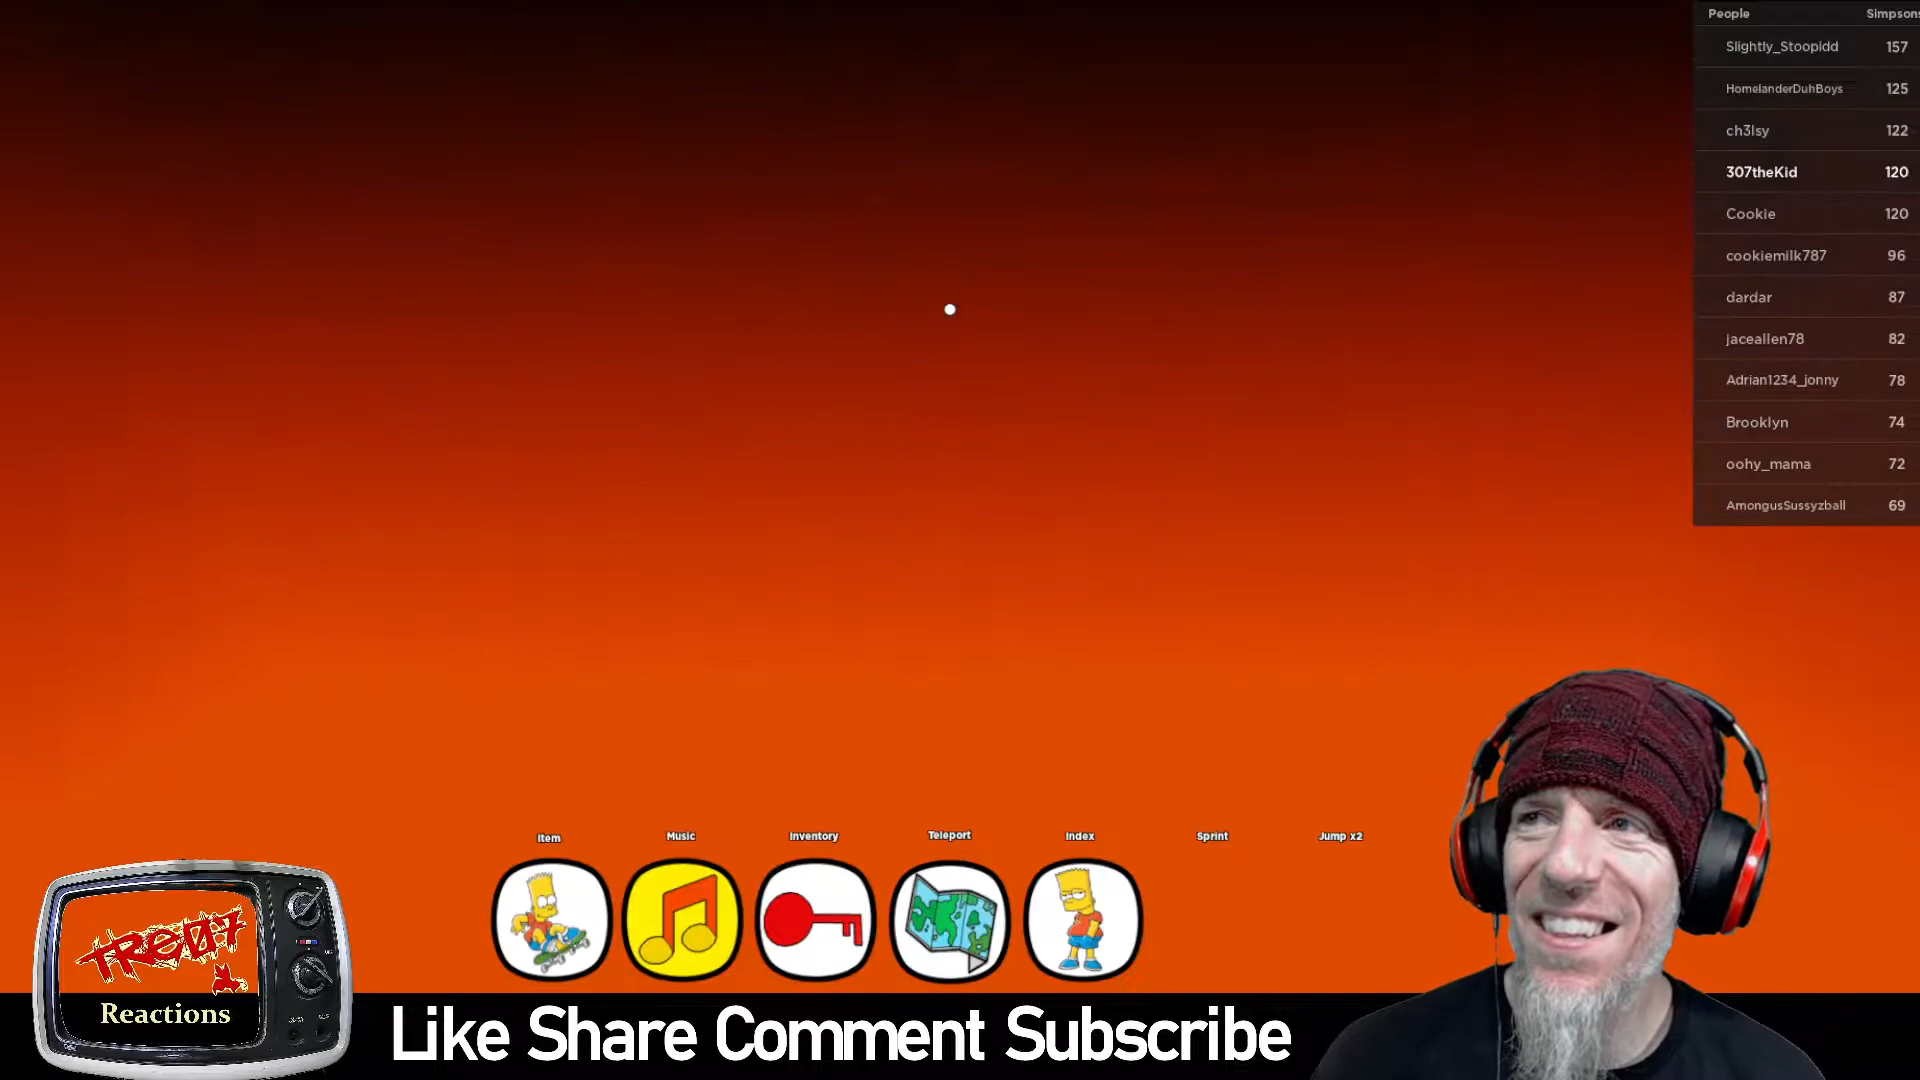 People Simpsons
Slightly_Stoopidd 157
HomelanderDuhBoys 125
ch3lsy 122
307theKid 120
Cookie 120
cookiemilk787 96
dardar 87
jaceallen78 82
Adrian1234_jonny 78
Brooklyn 74
oohy_mama 72
AmongusSussyzball 69
Item Music Inventory Teleport Index Sprint Jump x2
TRE07
Reactions
Like Share Comment Subscribe